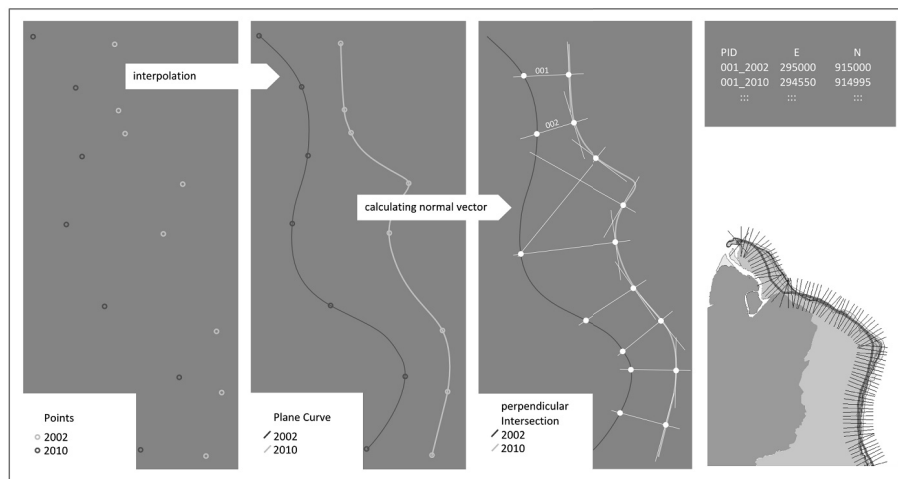 interpolation
Points
2002
2010
Plane Curve
2002
2010
calculating normal vector
001
002
perpendicular
Intersection
2002
2010
PID E N
001_2002 295000 915000
001_2010 294550 914995
::: ::: :::